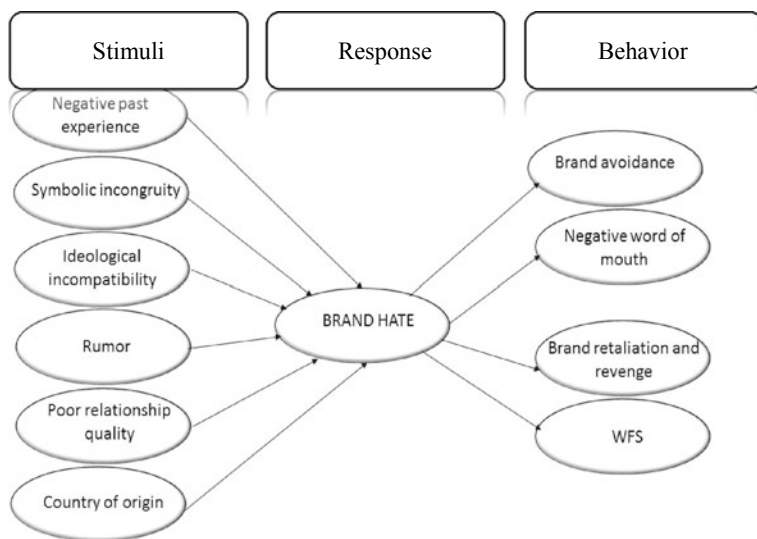 Stimuli
Response
Behavior
Negative past
experience
Symbolic incongruity
Ideological
incompatibility
Rumor
Poor relationship
quality
Country of origin
BRAND HATE
Brand avoidance
Negative word of
mouth
Brand retaliation and
revenge
WFS